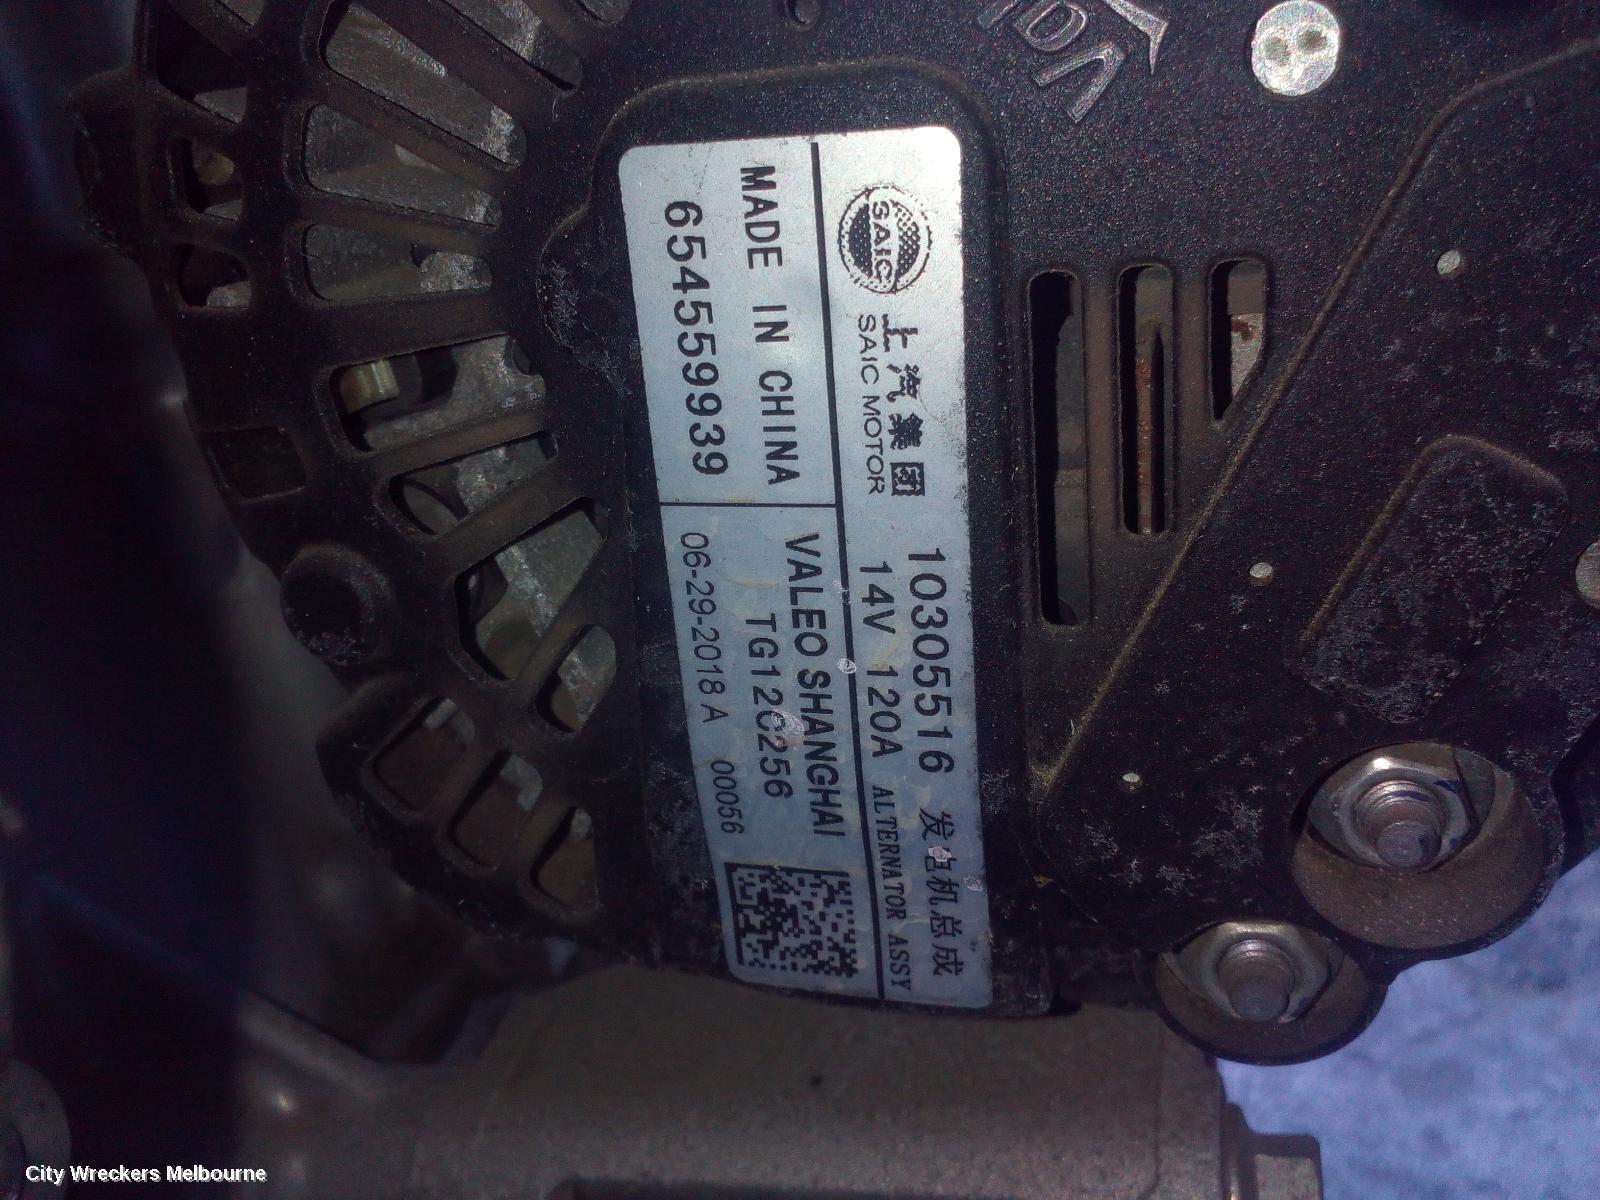 Valeo
SAIC
上汽集团
SAIC MOTOR
10305516 发电机总成
14V 120A ALTERNATOR ASSY
MADE IN CHINA
654559939
VALEO SHANGHAI
TG12C256
06-29-2018 A 00056
City Wreckers Melbourne